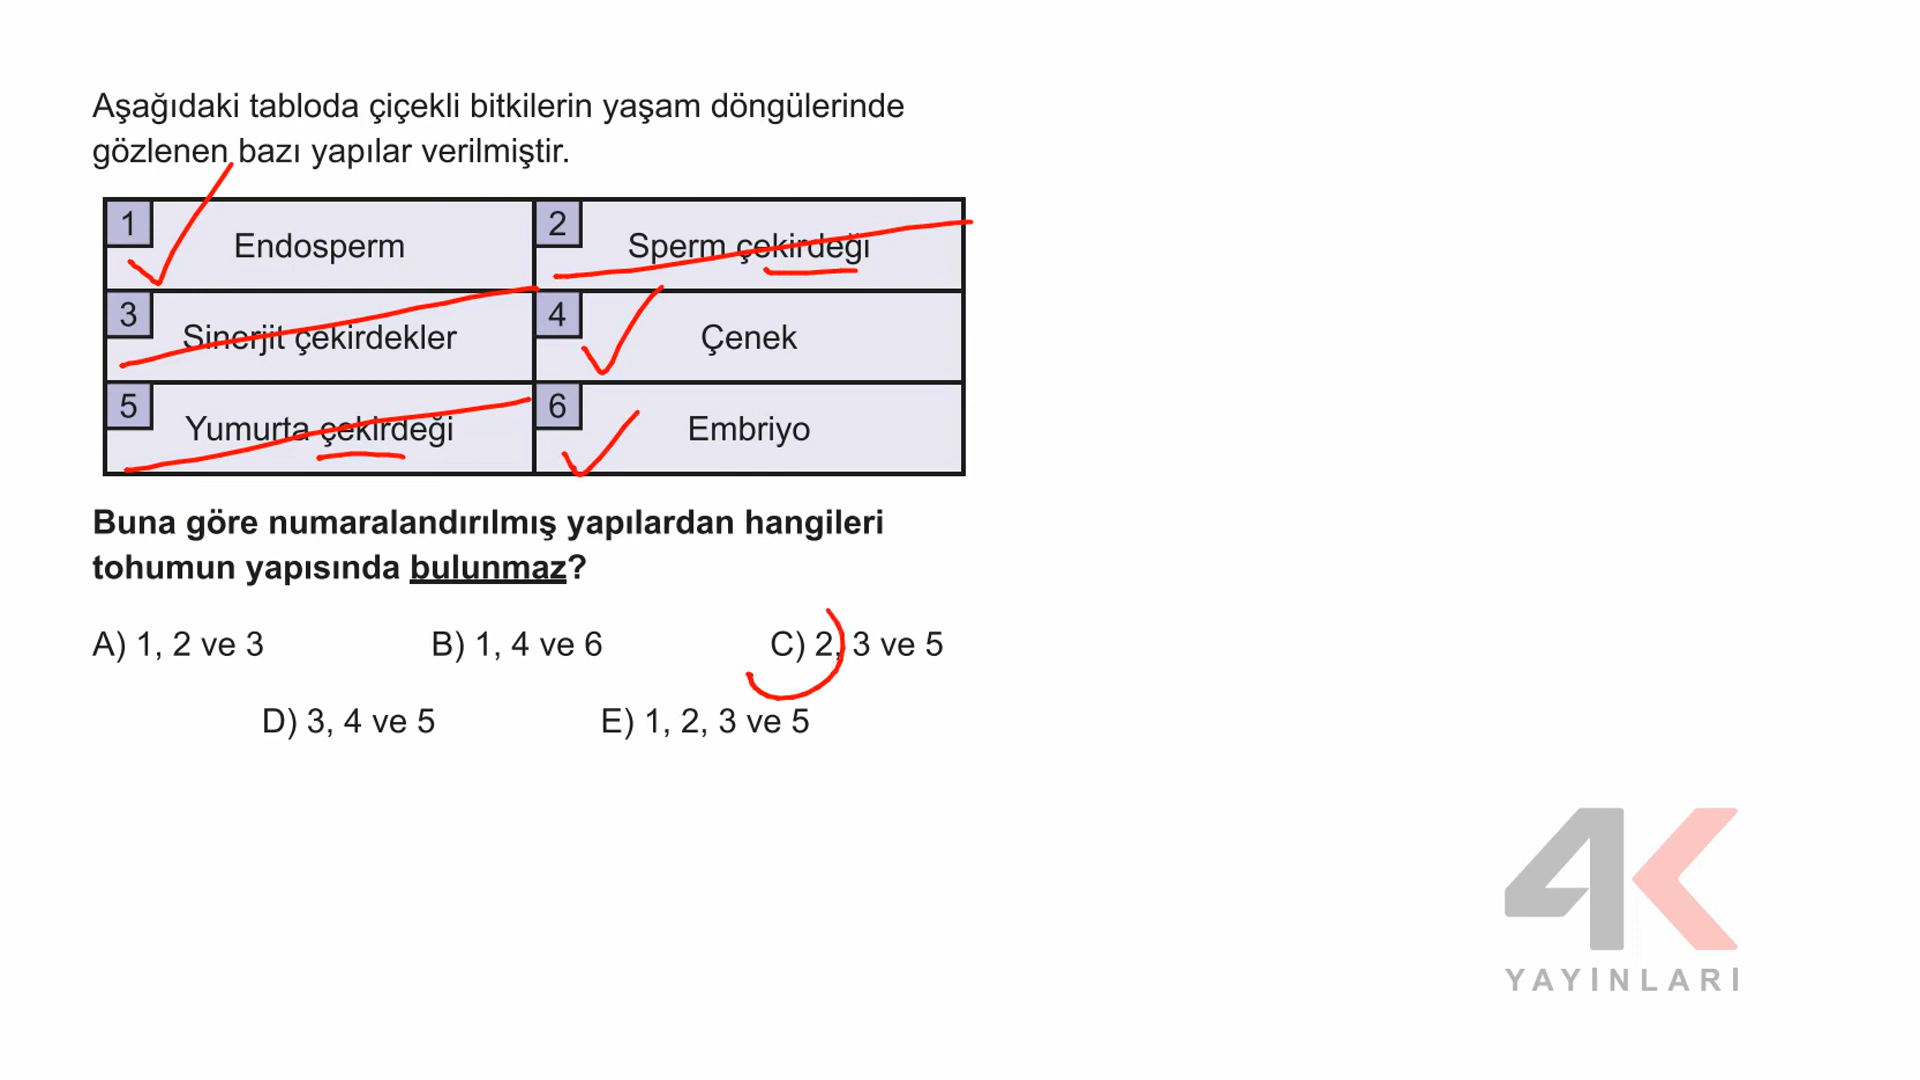 Aşağıdaki tabloda çiçekli bitkilerin yaşam döngülerinde
gözlenen bazı yapılar verilmiştir.
1 Endosperm
2 Sperm çekirdeği
3 Sinerjit çekirdekler
4 Çenek
5 Yumurta çekirdeği
6 Embriyo
Buna göre numaralandırılmış yapılardan hangileri
tohumun yapısında bulunmaz?
A) 1, 2 ve 3 B) 1, 4 ve 6 C) 2, 3 ve 5
D) 3, 4 ve 5 E) 1, 2, 3 ve 5
4K
YAYINLARI